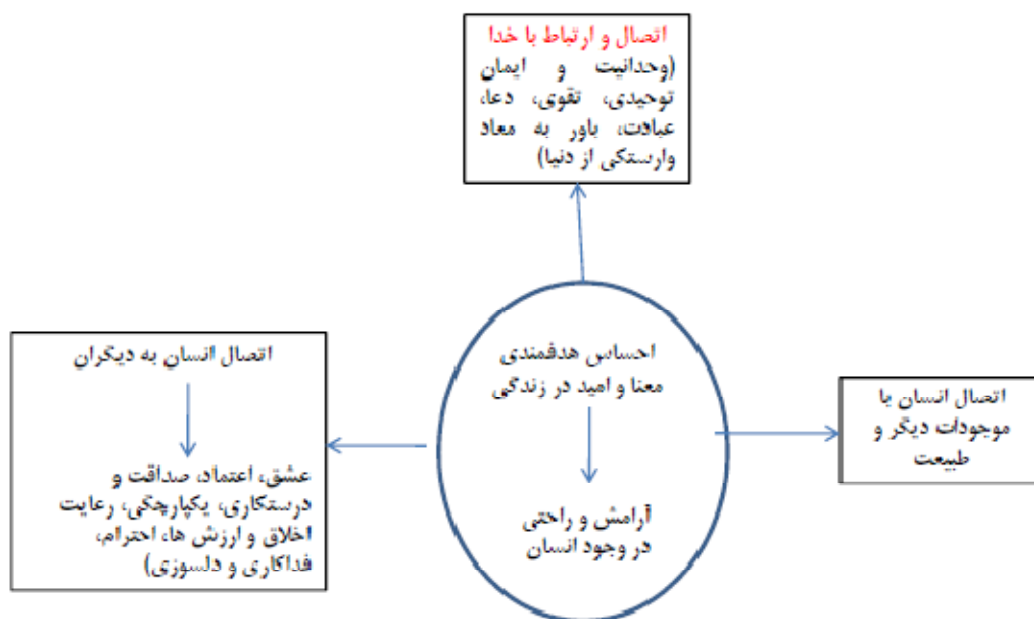 اتصال و ارتباط با خدا
(وحدانیت و ایمان
توحیدی، تقوی، دعا،
عبادت، باور به معاد
وارستکی از دنیا)
احساس هدفمندی
معنا و امید در زندگی
آرامش و راحتی
در وجود انسان
اتصال انسان با
موجودات دیگر و
طبیعت
اتصال انسان به دیگران
عشق، اعتماد، صداقت و
درستکاری، یکپارچگی، رعایت
اخلاق و ارزش ها، احترام،
فداکاری و دلسوزی)